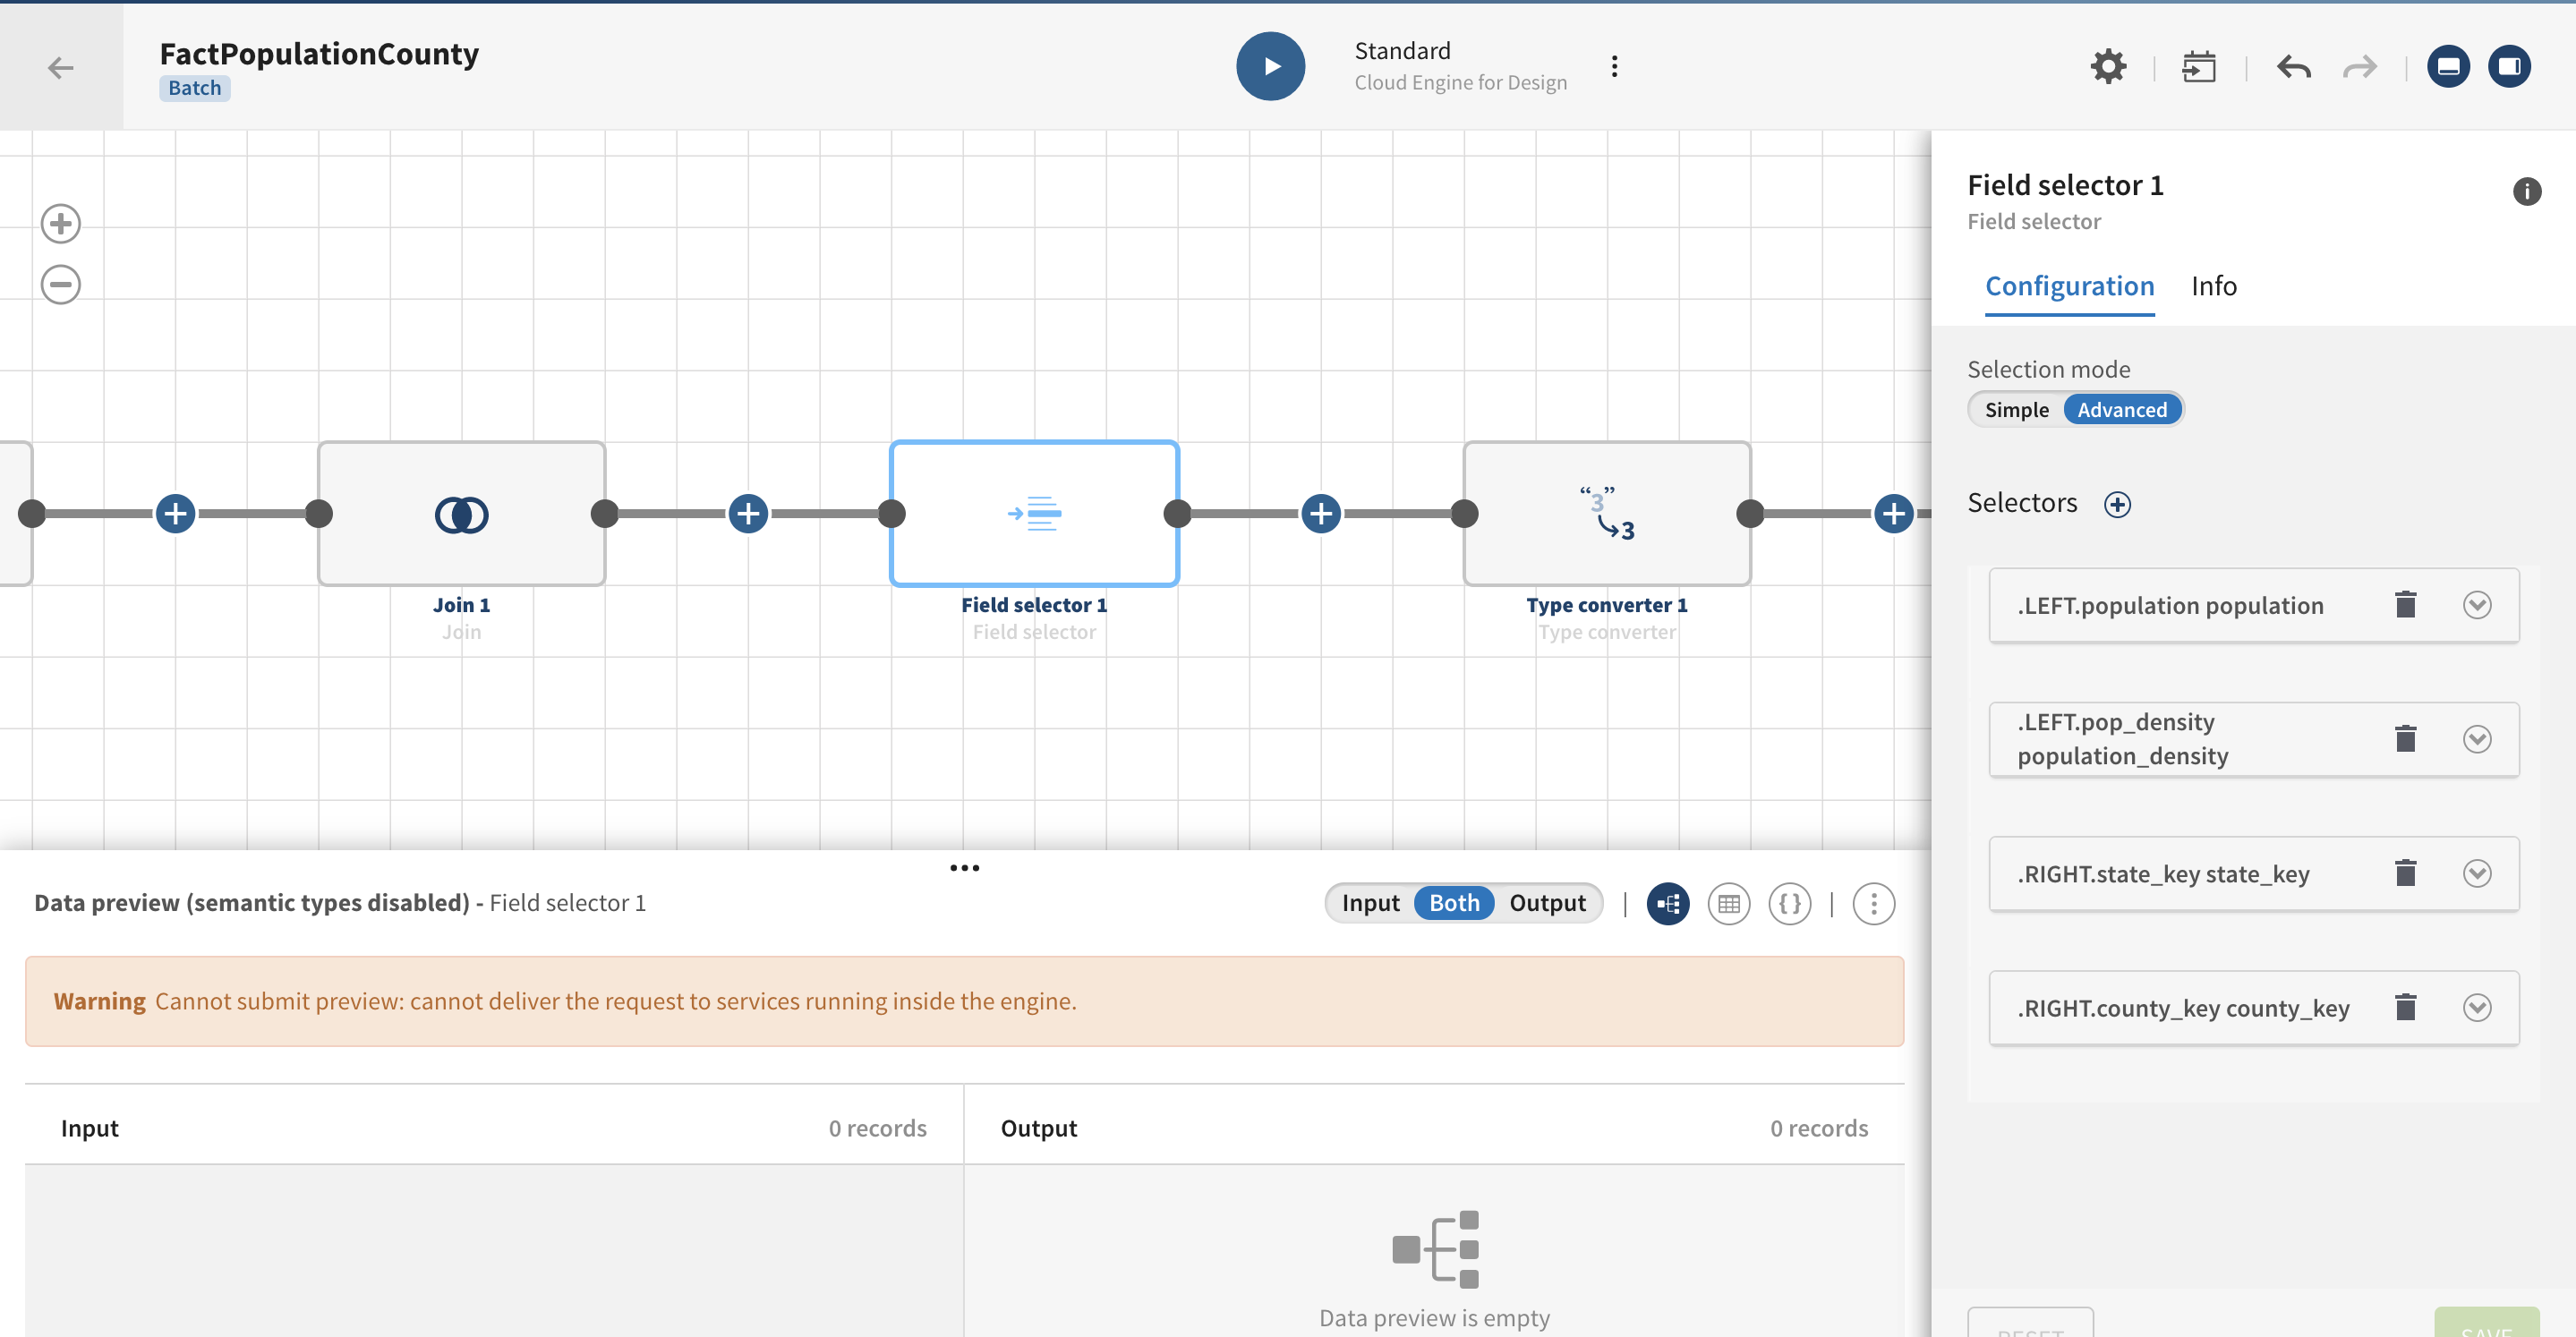 FactPopulationCounty
Batch
Standard
Cloud Engine for Design
Join 1
Join
Field selector 1
Field selector
“3”
3
Type converter 1
Type converter
Field selector 1
Field selector
Configuration Info
Selection mode
Simple Advanced
Selectors
.LEFT.population population
.LEFT.pop_density
population_density
.RIGHT.state_key state_key
.RIGHT.county_key county_key
RESET SAVE
Data preview (semantic types disabled) - Field selector 1
Input Both Output
Warning Cannot submit preview: cannot deliver the request to services running inside the engine.
Input 0 records
Output 0 records
Data preview is empty